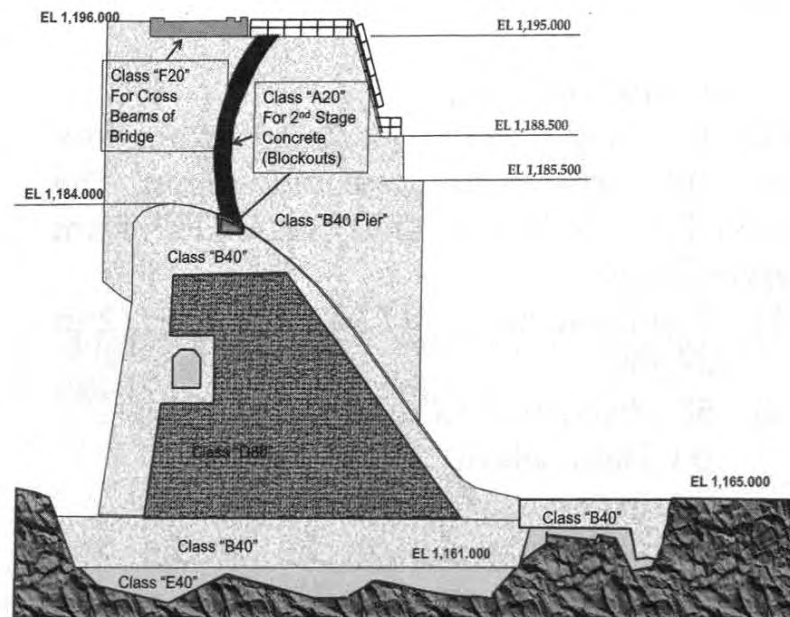 EL 1,196.000
EL 1,195.000
Class "F20"
For Cross
Beams of
Bridge
Class "A20"
For 2nd Stage
Concrete
(Blockouts)
EL 1,188.500
EL 1,185.500
EL 1,184.000
Class "B40 Pier"
Class "B40"
EL 1,165.000
Class "B40"
Class "B40"
EL 1,161.000
Class "E40"